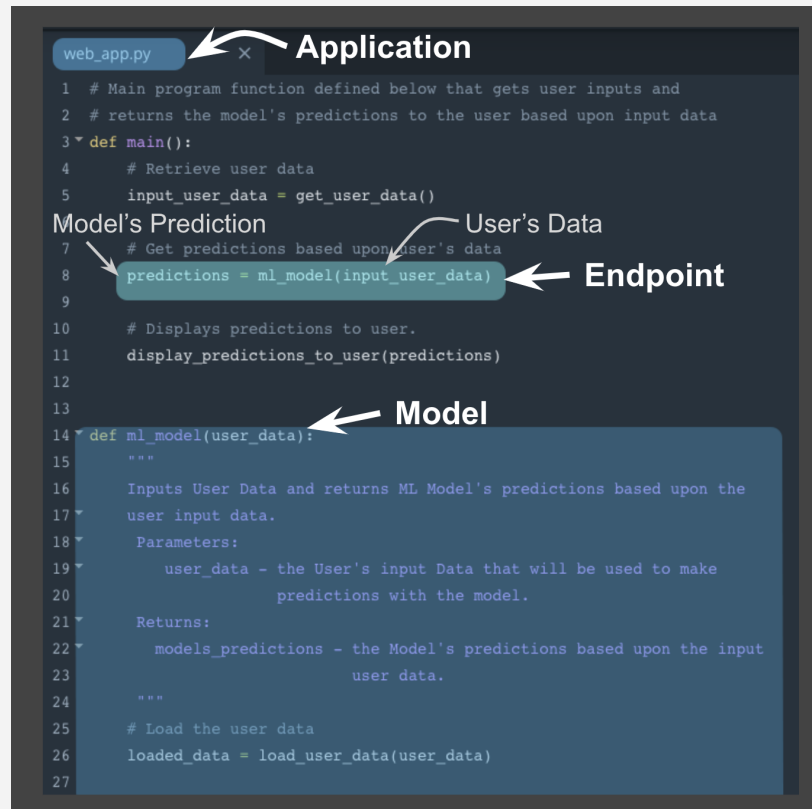 web_app.py × Application
1 # Main program function defined below that gets user inputs and
2 # returns the model's predictions to the user based upon input data
3 def main():
4 # Retrieve user data
5 input_user_data = get_user_data()
Model's Prediction User's Data
7 # Get predictions based upon user's data
8 predictions = ml_model(input_user_data) Endpoint
9
10 # Displays predictions to user.
11 display_predictions_to_user(predictions)
12
13
Model
14 def ml_model(user_data):
15 """
16 Inputs User Data and returns ML Model's predictions based upon the
17 user input data.
18 Parameters:
19 user_data - the User's input Data that will be used to make
20 predictions with the model.
21 Returns:
22 models_predictions - the Model's predictions based upon the input
23 user data.
24 """
25 # Load the user data
26 loaded_data = load_user_data(user_data)
27